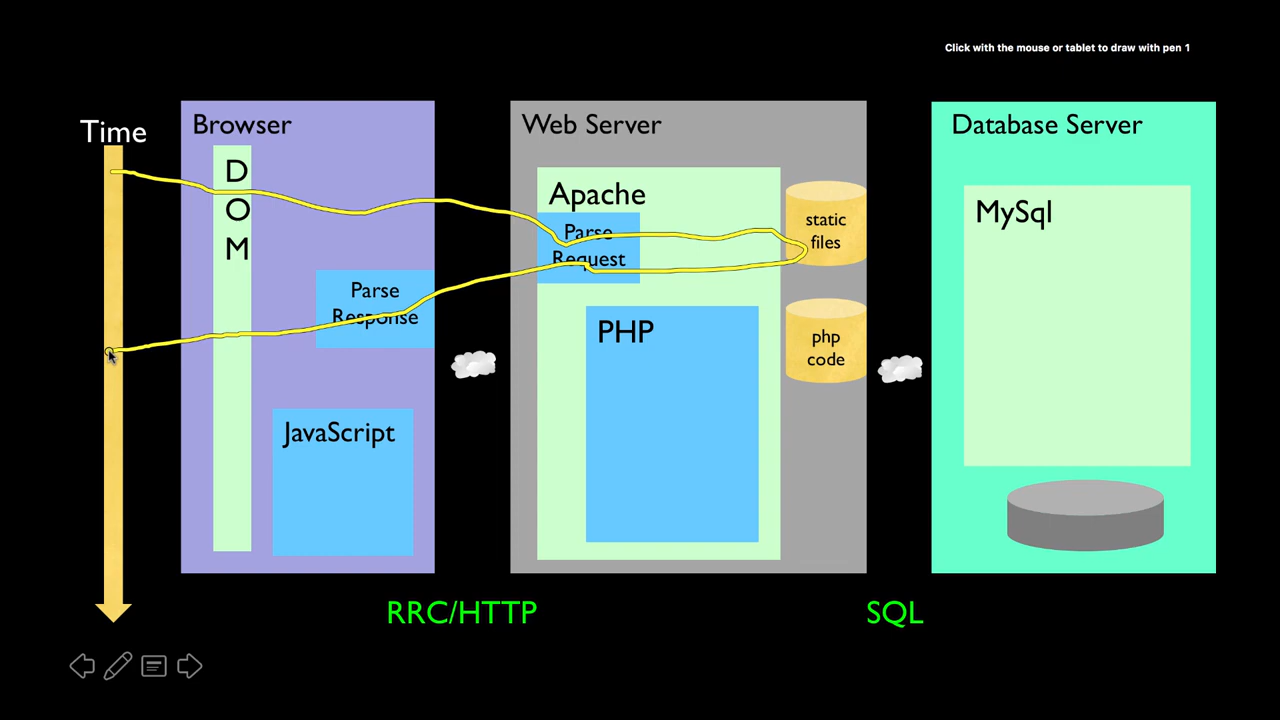 Click with the mouse or tablet to draw with pen 1
Time
Browser
D
O
M
Parse
Response
JavaScript
Web Server
Apache
Parse
Request
PHP
static
files
php
code
Database Server
MySql
RRC/HTTP
SQL